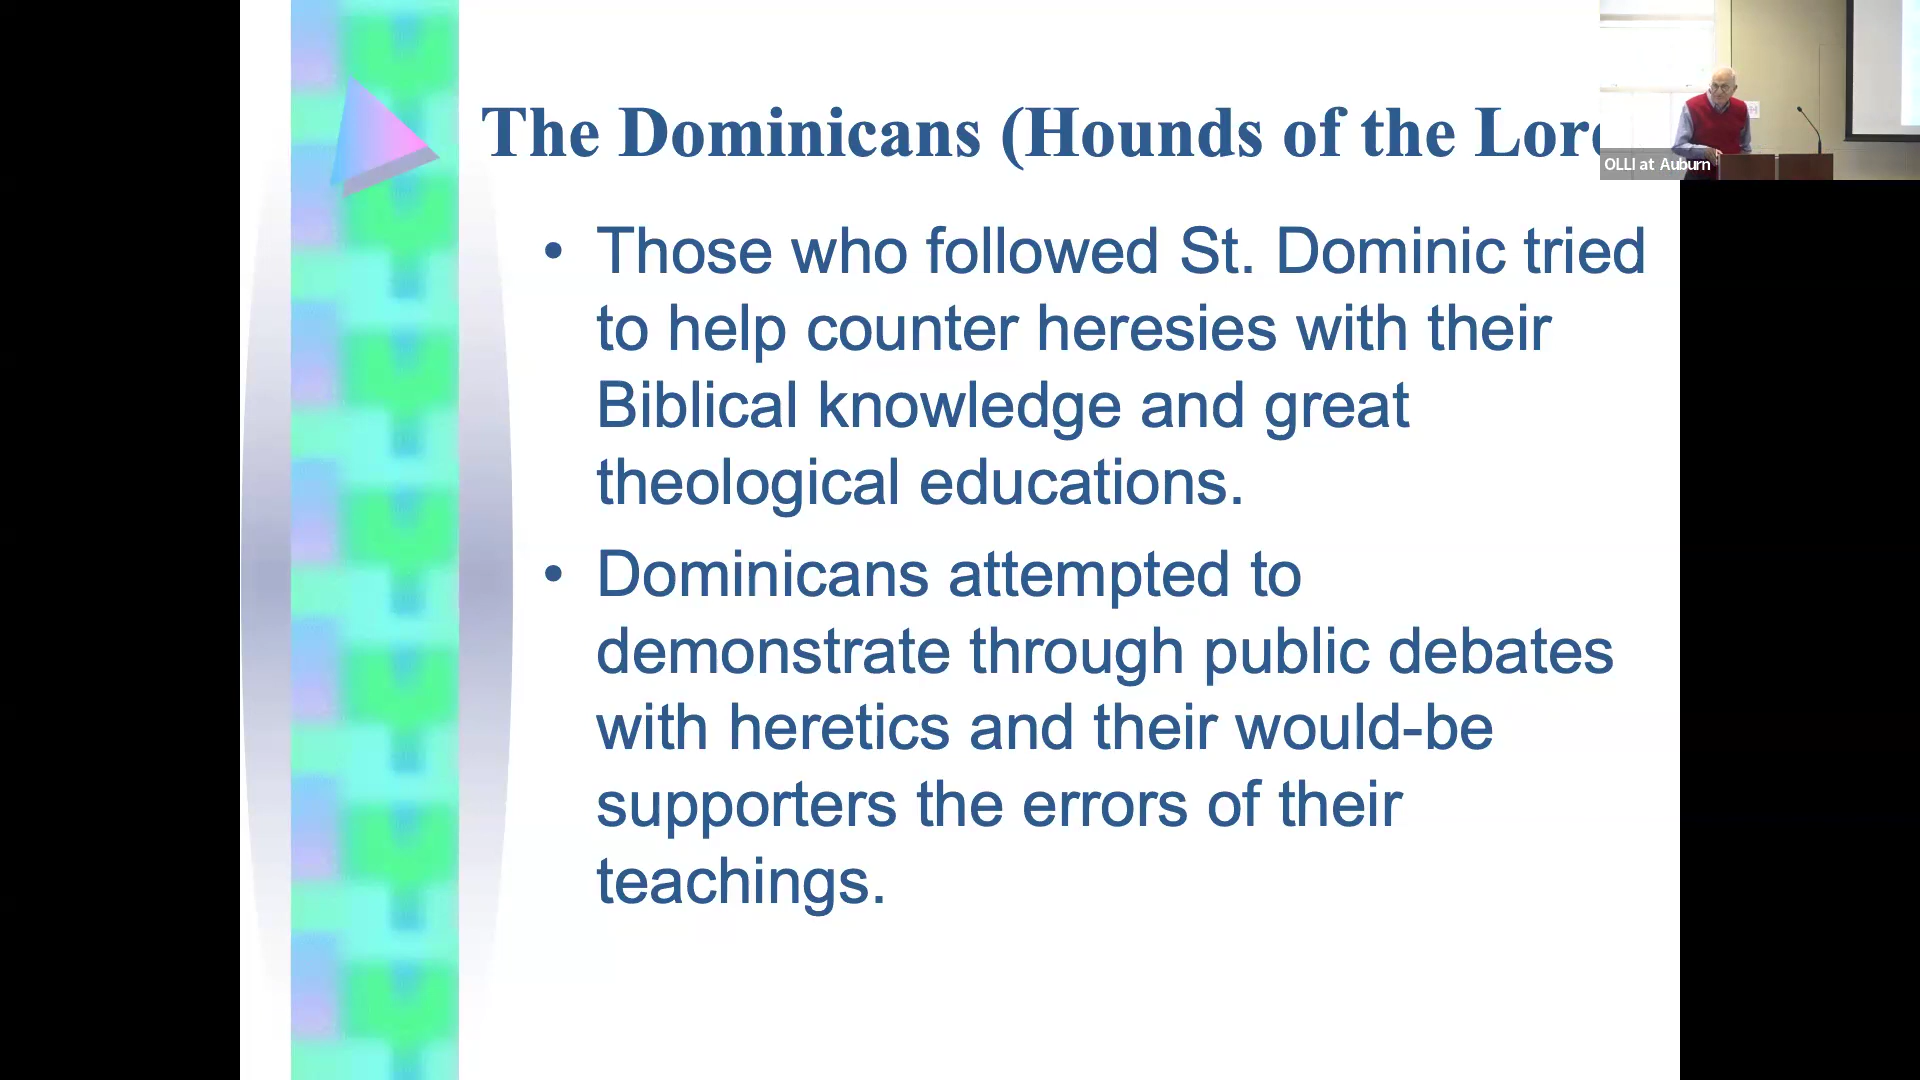 The Dominicans (Hounds of the Lord
OLLI at Auburn
• Those who followed St. Dominic tried
to help counter heresies with their
Biblical knowledge and great
theological educations.
• Dominicans attempted to
demonstrate through public debates
with heretics and their would-be
supporters the errors of their
teachings.